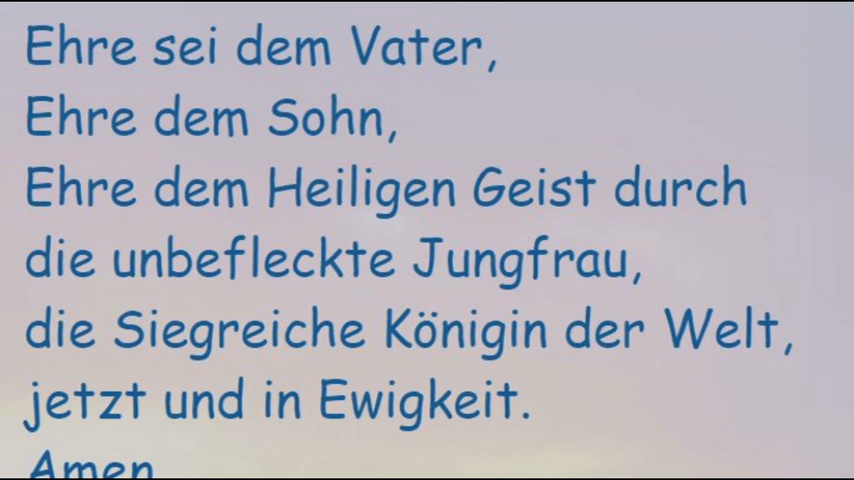 Ehre sei dem Vater,
Ehre dem Sohn,
Ehre dem Heiligen Geist durch
die unbefleckte Jungfrau,
die Siegreiche Königin der Welt,
jetzt und in Ewigkeit.
Amen